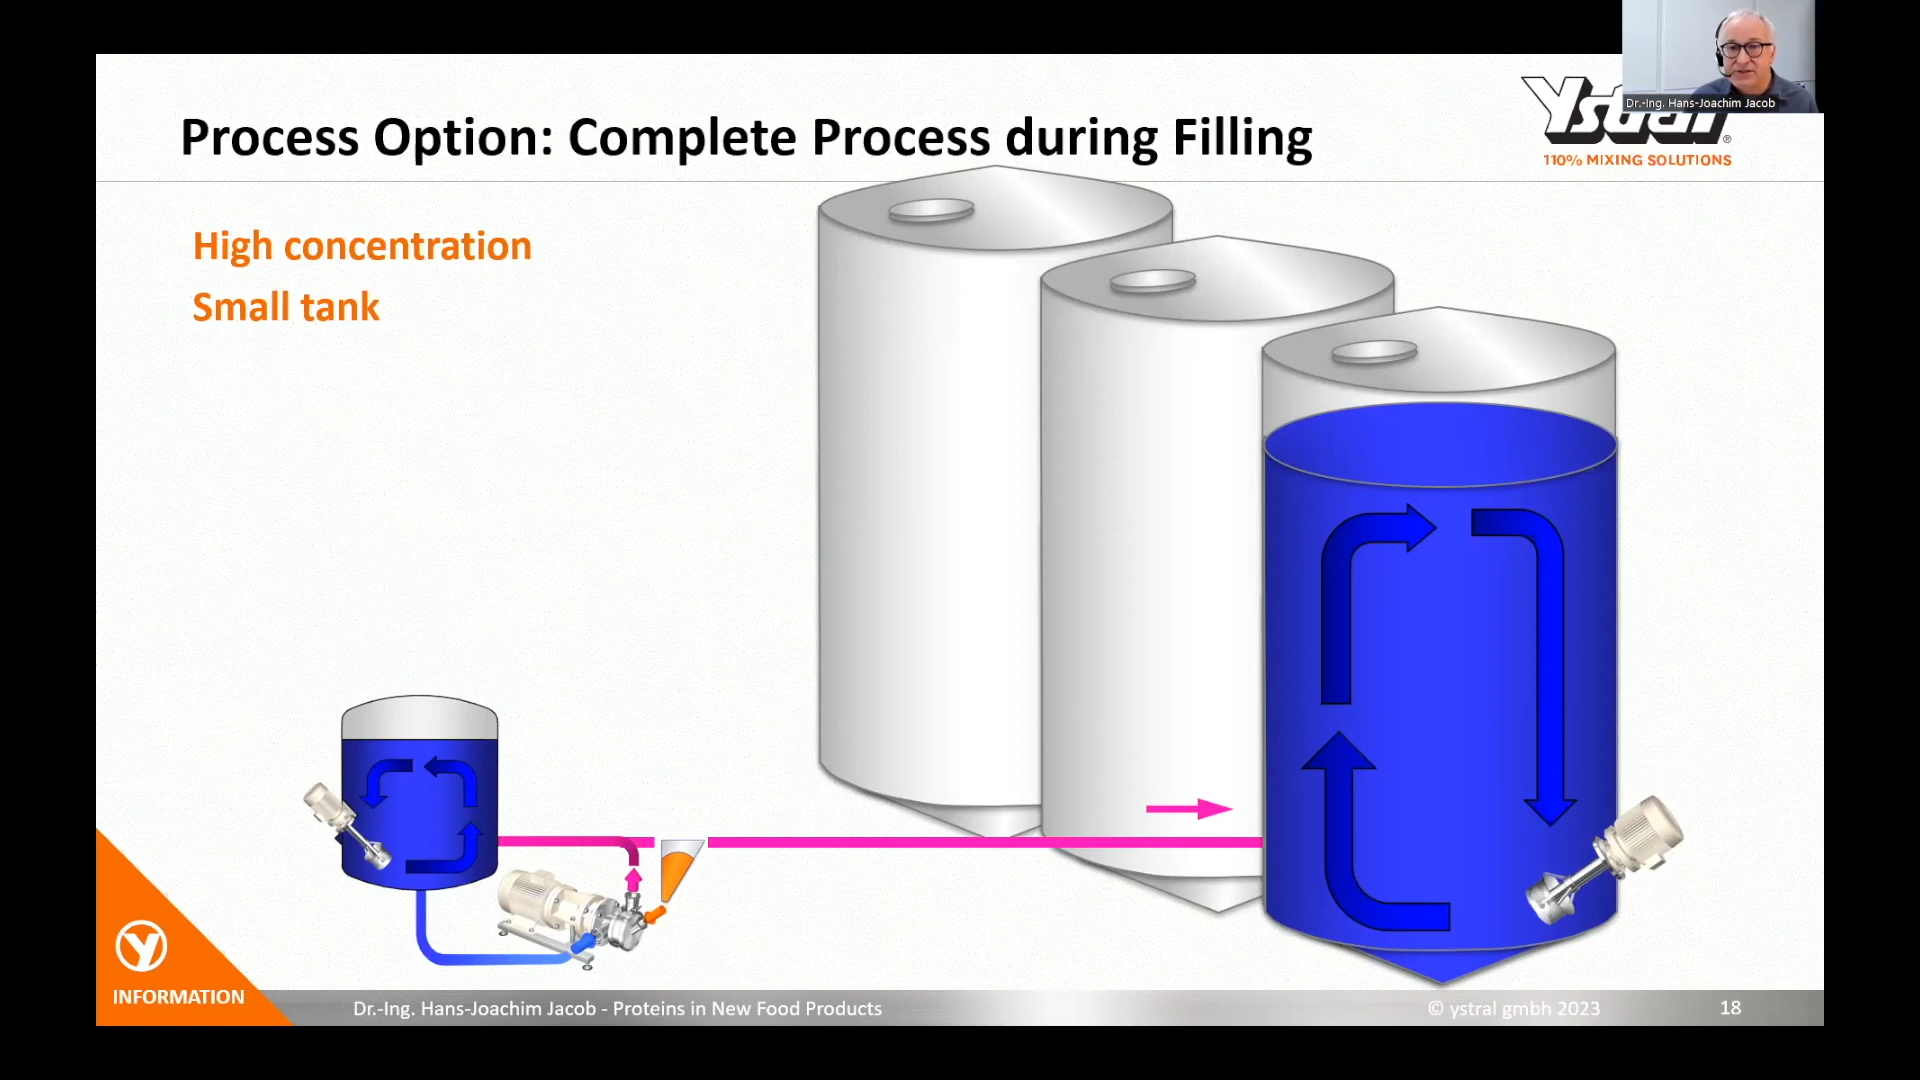 Process Option: Complete Process during Filling
Ystral
®
110% MIXING SOLUTIONS
Dr.-Ing. Hans-Joachim Jacob
High concentration
Small tank
INFORMATION
Dr.-Ing. Hans-Joachim Jacob - Proteins in New Food Products
© ystral gmbh 2023
18